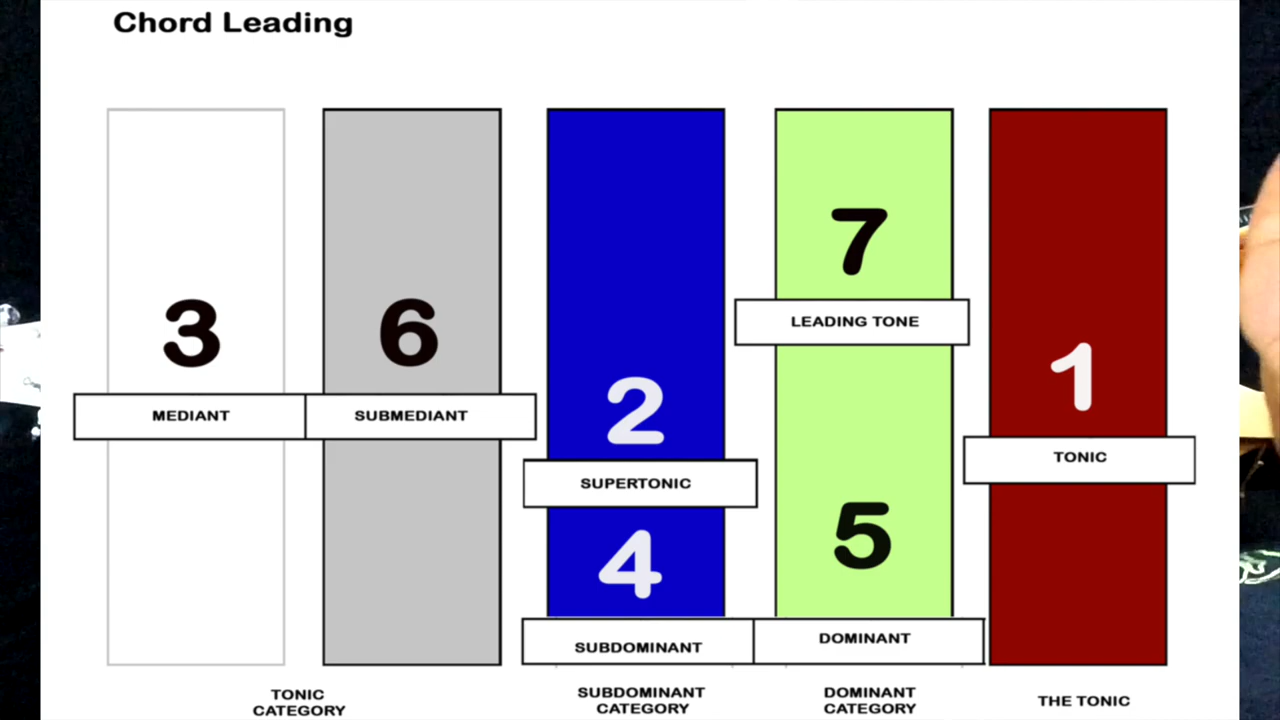 Chord Leading
3
MEDIANT
6
SUBMEDIANT
2
SUPERTONIC
4
SUBDOMINANT
7
LEADING TONE
5
DOMINANT
1
TONIC
TONIC
CATEGORY
SUBDOMINANT
CATEGORY
DOMINANT
CATEGORY
THE TONIC